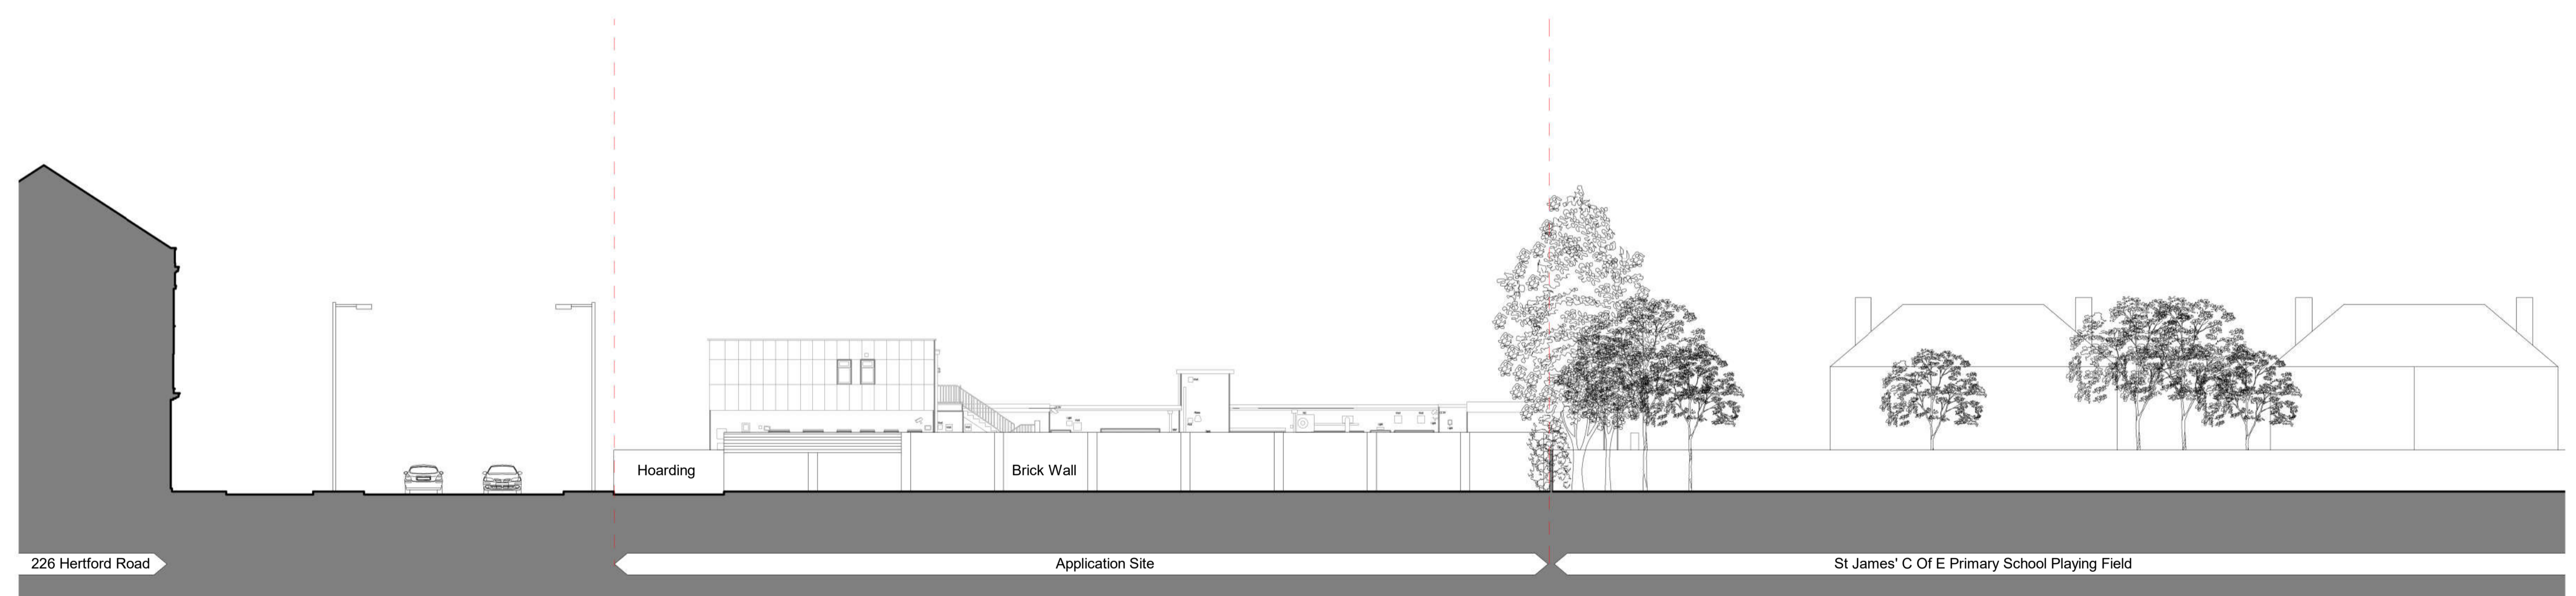 Hoarding
Brick Wall
226 Hertford Road
Application Site
St James' C Of E Primary School Playing Field